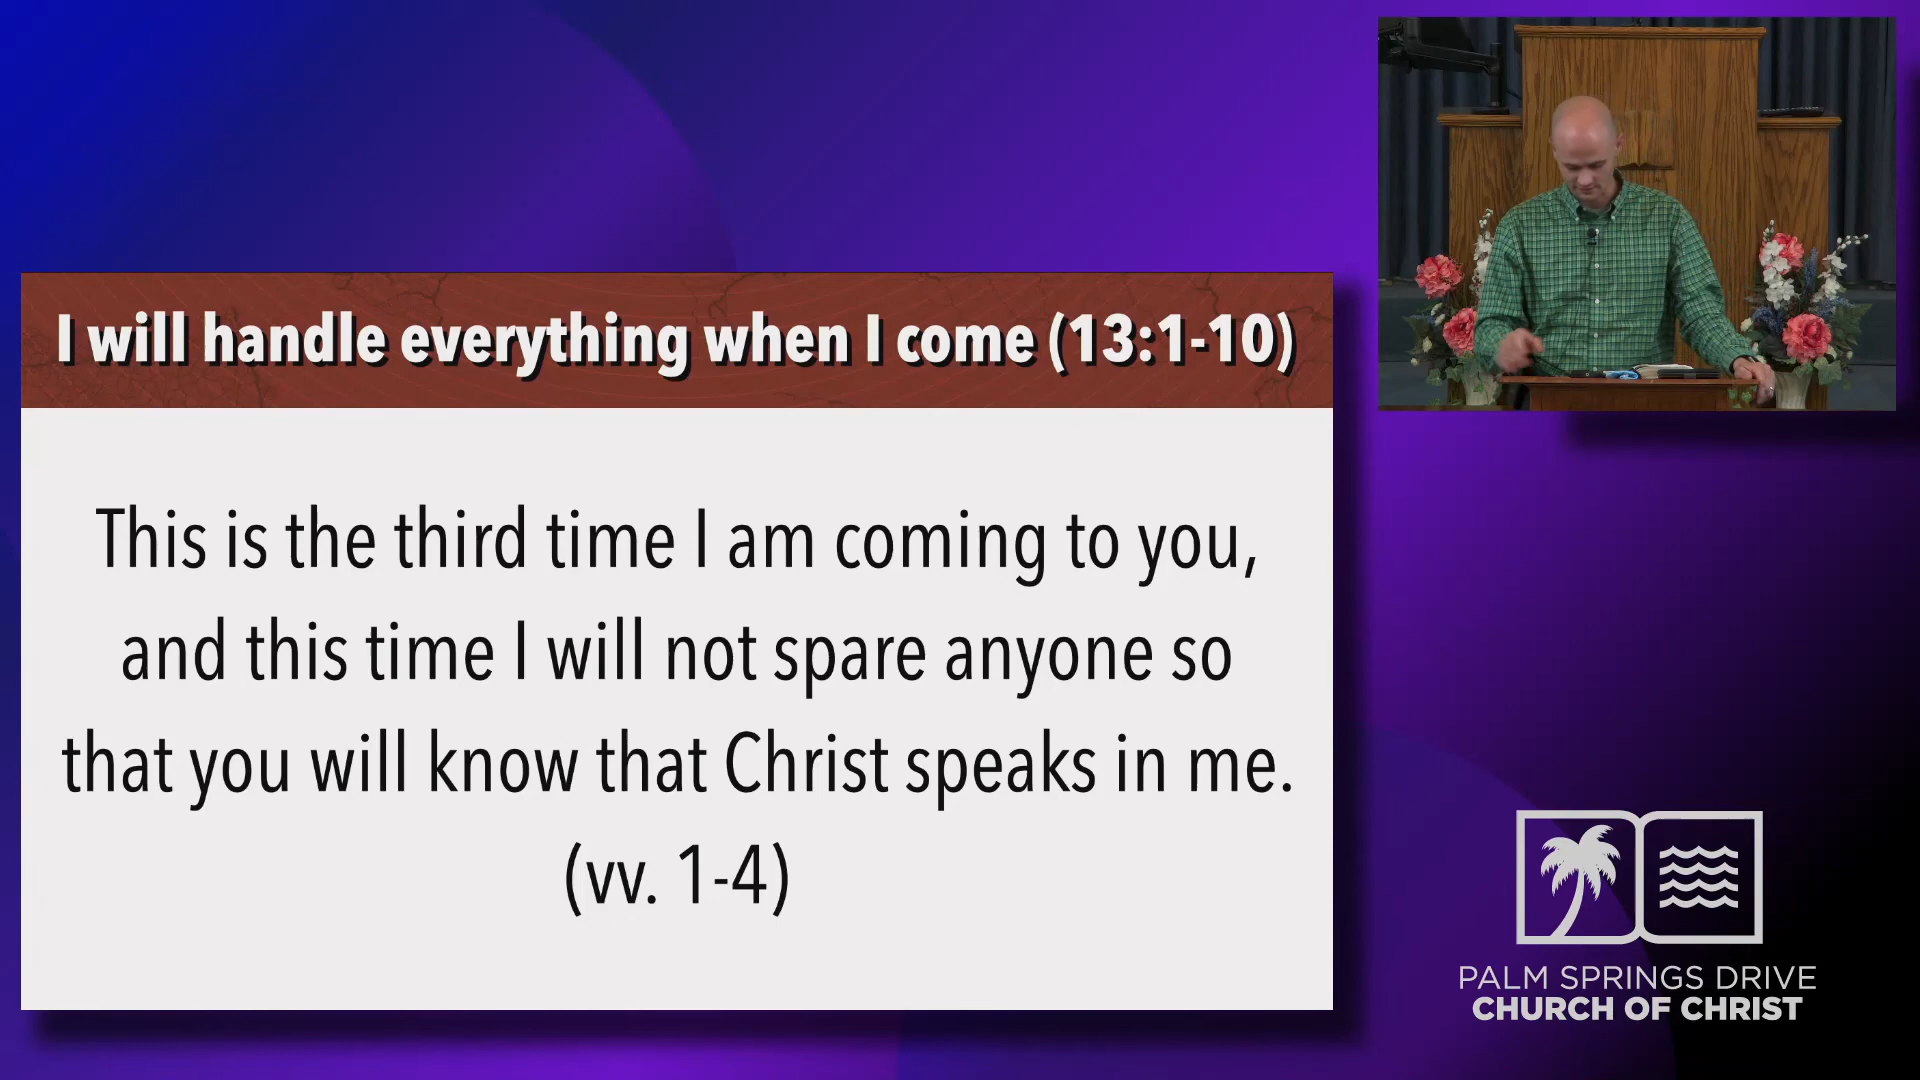 I will handle everything when I come (13:1-10)
This is the third time I am coming to you,
and this time I will not spare anyone so
that you will know that Christ speaks in me.
(vv. 1-4)
PALM SPRINGS DRIVE
CHURCH OF CHRIST